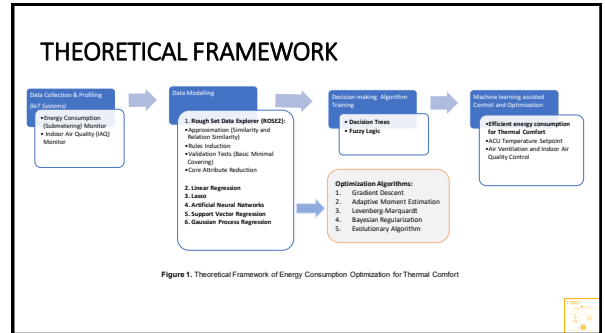 THEORETICAL FRAMEWORK
Data Collection & Profiling
(IoT Systems)
•Energy Consumption
(Submetering) Monitor
• Indoor Air Quality (IAQ)
Monitor
Data Modelling
1. Rough Set Data Explorer (ROSE2):
•Approximation (Similarity and
Relation Similarity)
•Rules Induction
•Validation Tests (Basic Minimal
Covering)
•Core Attribute Reduction
2. Linear Regression
3. Lasso
4. Artificial Neural Networks
5. Support Vector Regression
6. Gaussian Process Regression
Decision-making Algorithm
Training
• Decision Trees
• Fuzzy Logic
Optimization Algorithms:
1. Gradient Descent
2. Adaptive Moment Estimation
3. Levenberg-Marquardt
4. Bayesian Regularization
5. Evolutionary Algorithm
Machine learning assisted
Control and Optimization
•Efficient energy consumption
for Thermal Comfort
•ACU Temperature Setpoint
•Air Ventilation and Indoor Air
Quality Control
Figure 1. Theoretical Framework of Energy Consumption Optimization for Thermal Comfort